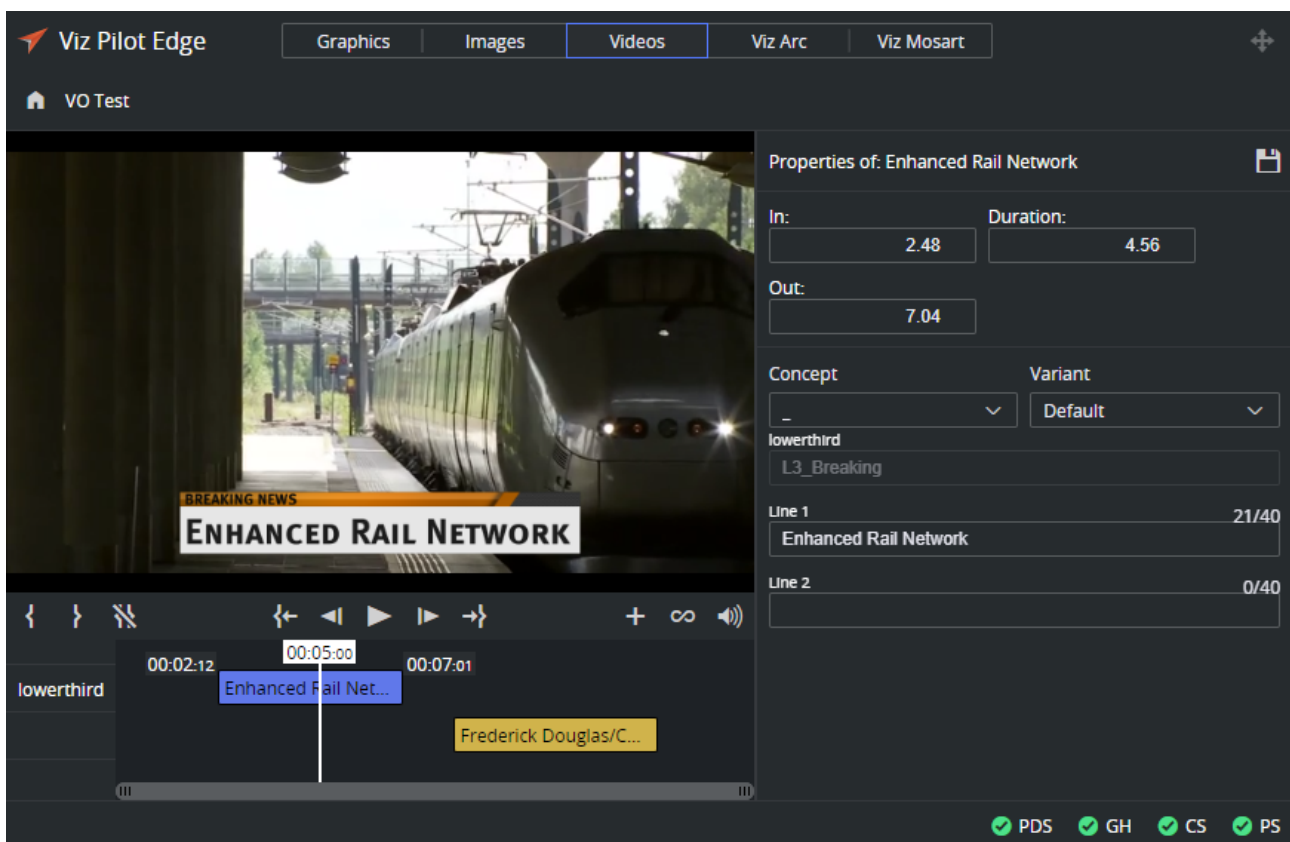 Viz Pilot Edge
Graphics
Images
Videos
Viz Arc
Viz Mosart
VO Test
BREAKING NEWS
ENHANCED RAIL NETWORK
00:02:12
00:05:00
00:07:01
lowerthird
Enhanced Rail Net...
Frederick Douglas/C...
Properties of: Enhanced Rail Network
In:
Duration:
2.48
4.56
Out:
7.04
Concept
Variant
_
Default
lowerthird
L3_Breaking
Line 1
21/40
Enhanced Rail Network
Line 2
0/40
PDS
GH
CS
PS